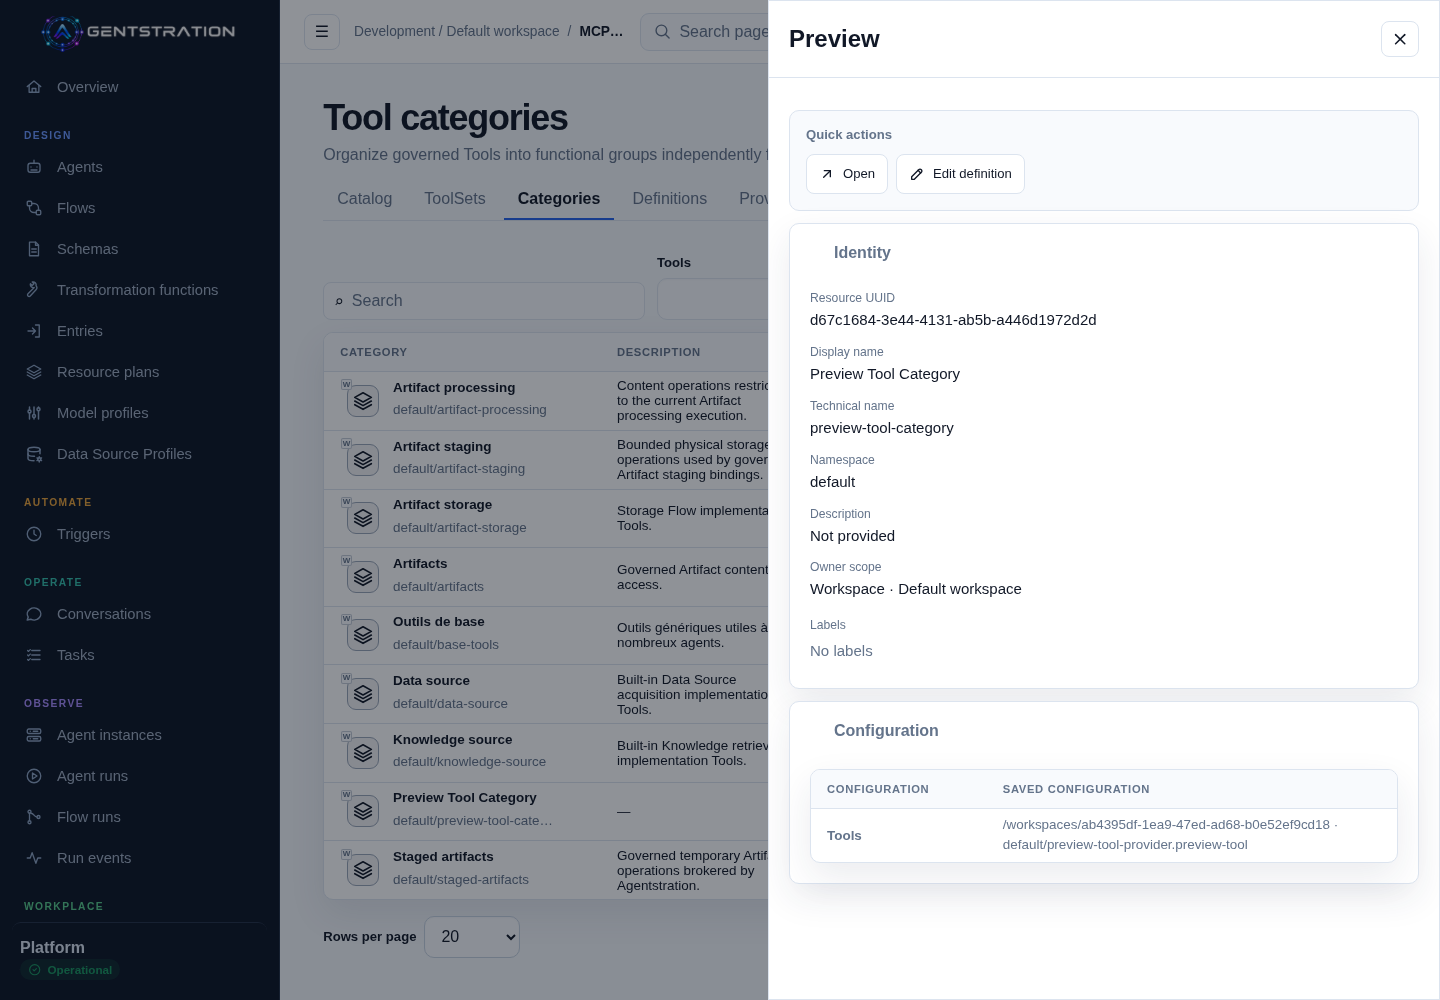 GENTSTRATION
Overview
DESIGN
Agents
Flows
Schemas
Transformation functions
Entries
Resource plans
Model profiles
Data Source Profiles
AUTOMATE
Triggers
OPERATE
Conversations
Tasks
OBSERVE
Agent instances
Agent runs
Flow runs
Run events
WORKPLACE
Platform
Operational
Development / Default workspace / MCP…
Search page
Tool categories
Organize governed Tools into functional groups independently f
Catalog ToolSets Categories Definitions Prov
Tools
Search
CATEGORY DESCRIPTION
W
Artifact processing
default/artifact-processing
Content operations restric
to the current Artifact
processing execution.
W
Artifact staging
default/artifact-staging
Bounded physical storage
operations used by gover
Artifact staging bindings.
W
Artifact storage
default/artifact-storage
Storage Flow implementa
Tools.
W
Artifacts
default/artifacts
Governed Artifact content
access.
W
Outils de base
default/base-tools
Outils génériques utiles à
nombreux agents.
W
Data source
default/data-source
Built-in Data Source
acquisition implementatio
Tools.
W
Knowledge source
default/knowledge-source
Built-in Knowledge retriev
implementation Tools.
W
Preview Tool Category
default/preview-tool-cate…
—
W
Staged artifacts
default/staged-artifacts
Governed temporary Artif
operations brokered by
Agentstration.
Rows per page 20
Preview
Quick actions
Open Edit definition
Identity
Resource UUID
d67c1684-3e44-4131-ab5b-a446d1972d2d
Display name
Preview Tool Category
Technical name
preview-tool-category
Namespace
default
Description
Not provided
Owner scope
Workspace · Default workspace
Labels
No labels
Configuration
CONFIGURATION SAVED CONFIGURATION
Tools
/workspaces/ab4395df-1ea9-47ed-ad68-b0e52ef9cd18 ·
default/preview-tool-provider.preview-tool